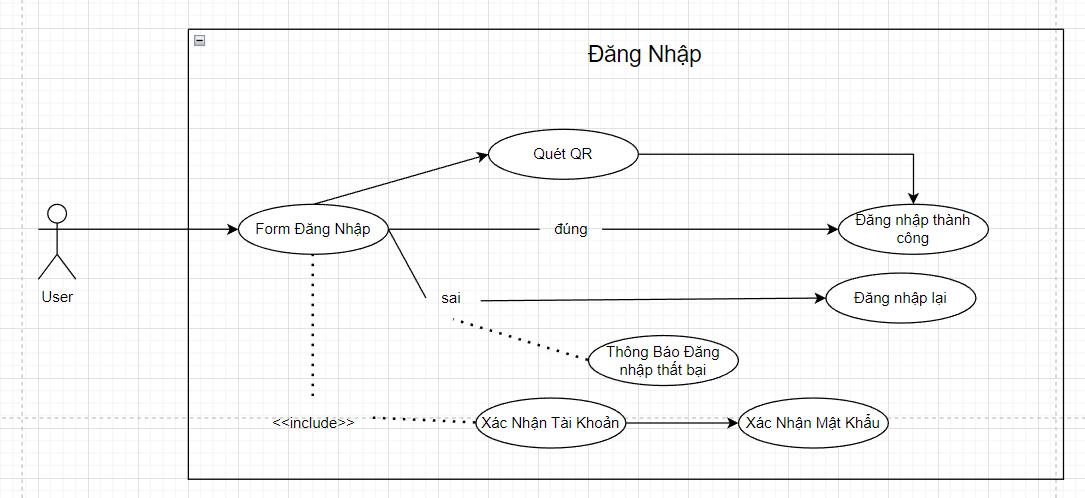 Đăng Nhập
Quét QR
Form Đăng Nhập
đúng
Đăng nhập thành
công
User
sai
Đăng nhập lại
Thông Báo Đăng
nhập thất bại
<<include>>
Xác Nhận Tài Khoản
Xác Nhận Mật Khẩu